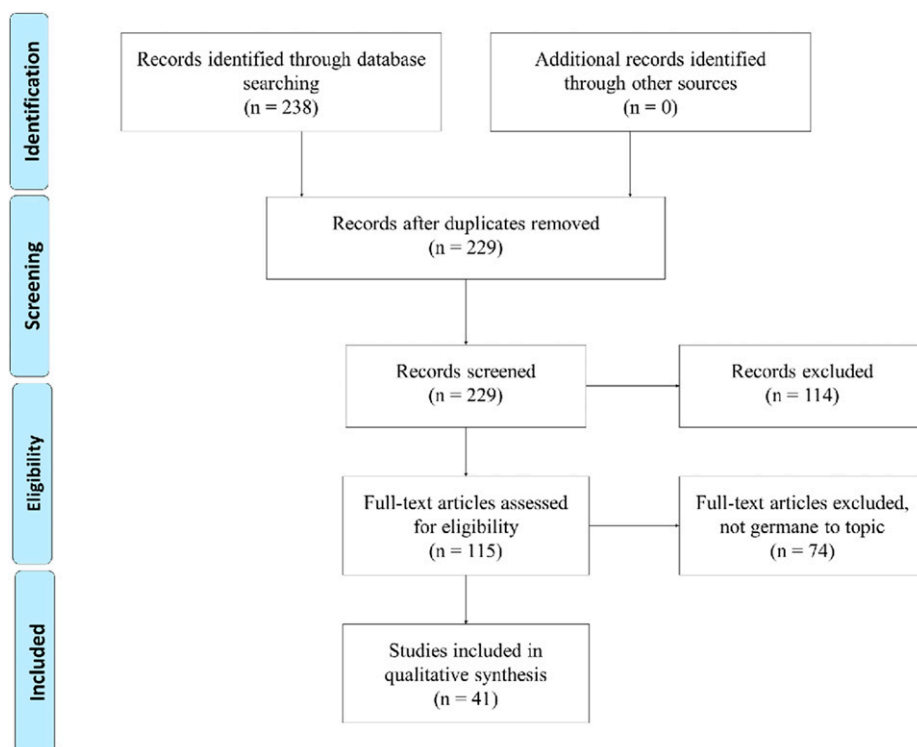 Identification
Records identified through database
searching
(n = 238)
Additional records identified
through other sources
(n = 0)
Screening
Records after duplicates removed
(n = 229)
Records screened
(n = 229)
Records excluded
(n = 114)
Eligibility
Full-text articles assessed
for eligibility
(n = 115)
Full-text articles excluded,
not germane to topic
(n = 74)
Included
Studies included in
qualitative synthesis
(n = 41)